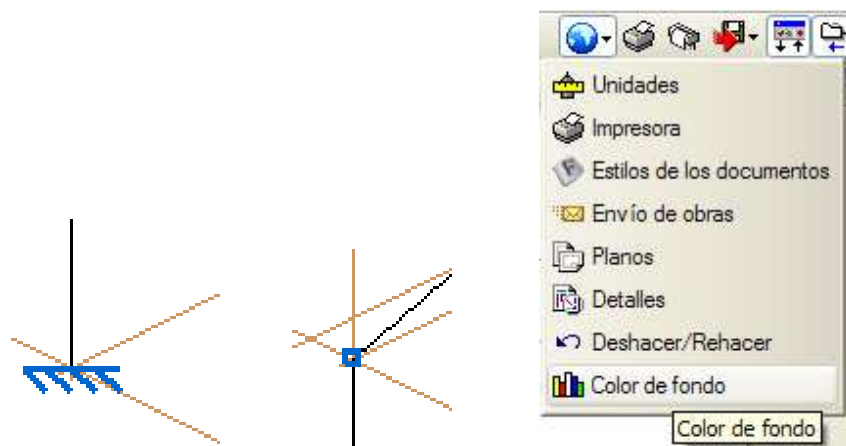 Unidades
Impresora
Estilos de los documentos
Envío de obras
Planos
Detalles
Deshacer/Rehacer
Color de fondo
Color de fondo